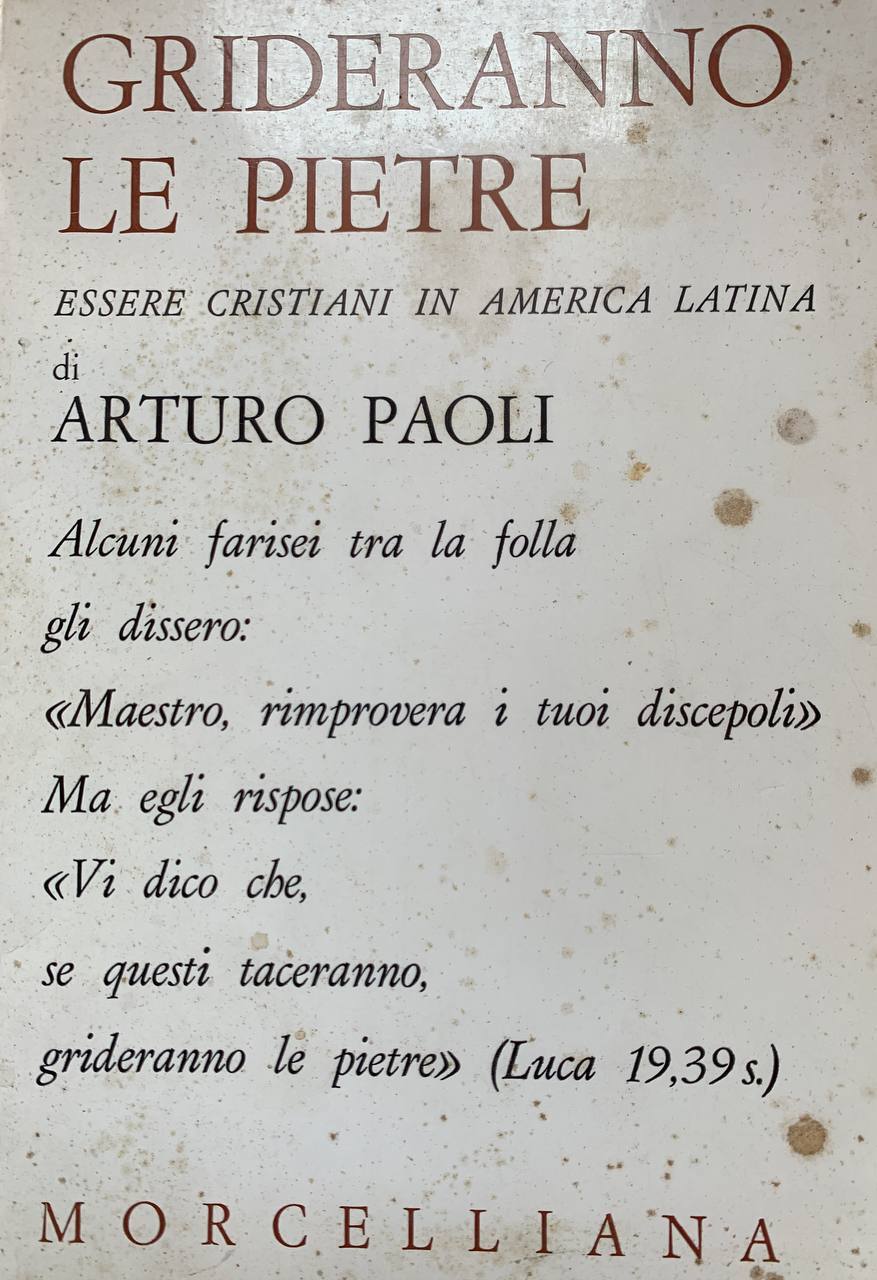 GRIDERANNO
LE PIETRE
ESSERE CRISTIANI IN AMERICA LATINA
di
ARTURO PAOLI
Alcuni farisei tra la folla
gli dissero:
«Maestro, rimprovera i tuoi discepoli»
Ma egli rispose:
«Vi dico che,
se questi taceranno,
grideranno le pietre» (Luca 19,39 s.)
MORCELLIANA